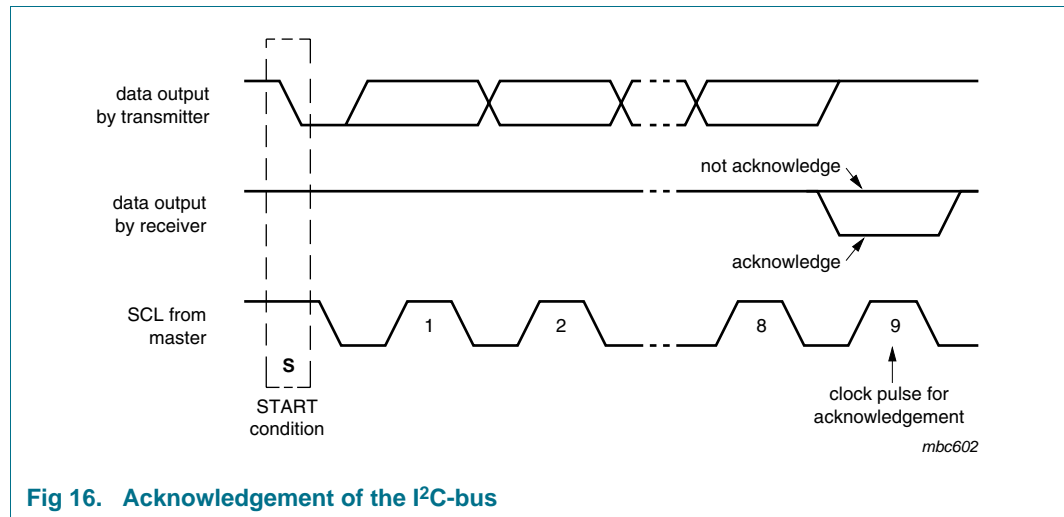 data output
by transmitter
not acknowledge
data output
by receiver
acknowledge
SCL from
master
1
2
8
9
S
START
condition
clock pulse for
acknowledgement
mbc602
Fig 16. Acknowledgement of the I²C-bus